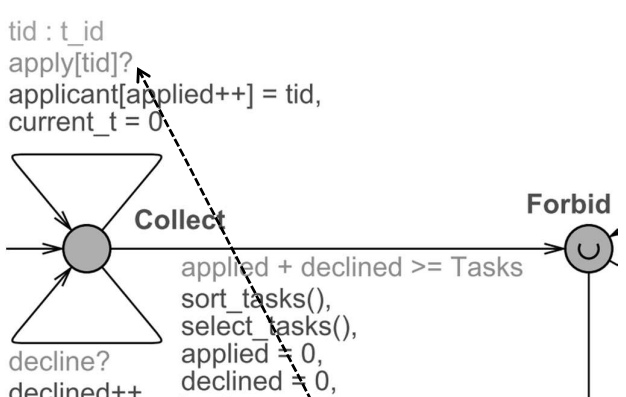 tid : t_id
apply[tid]?
applicant[applied++] = tid,
current_t = 0
Collect
Forbid
applied + declined >= Tasks
sort_tasks(),
select_tasks(),
applied = 0,
declined = 0,
decline?
declined++